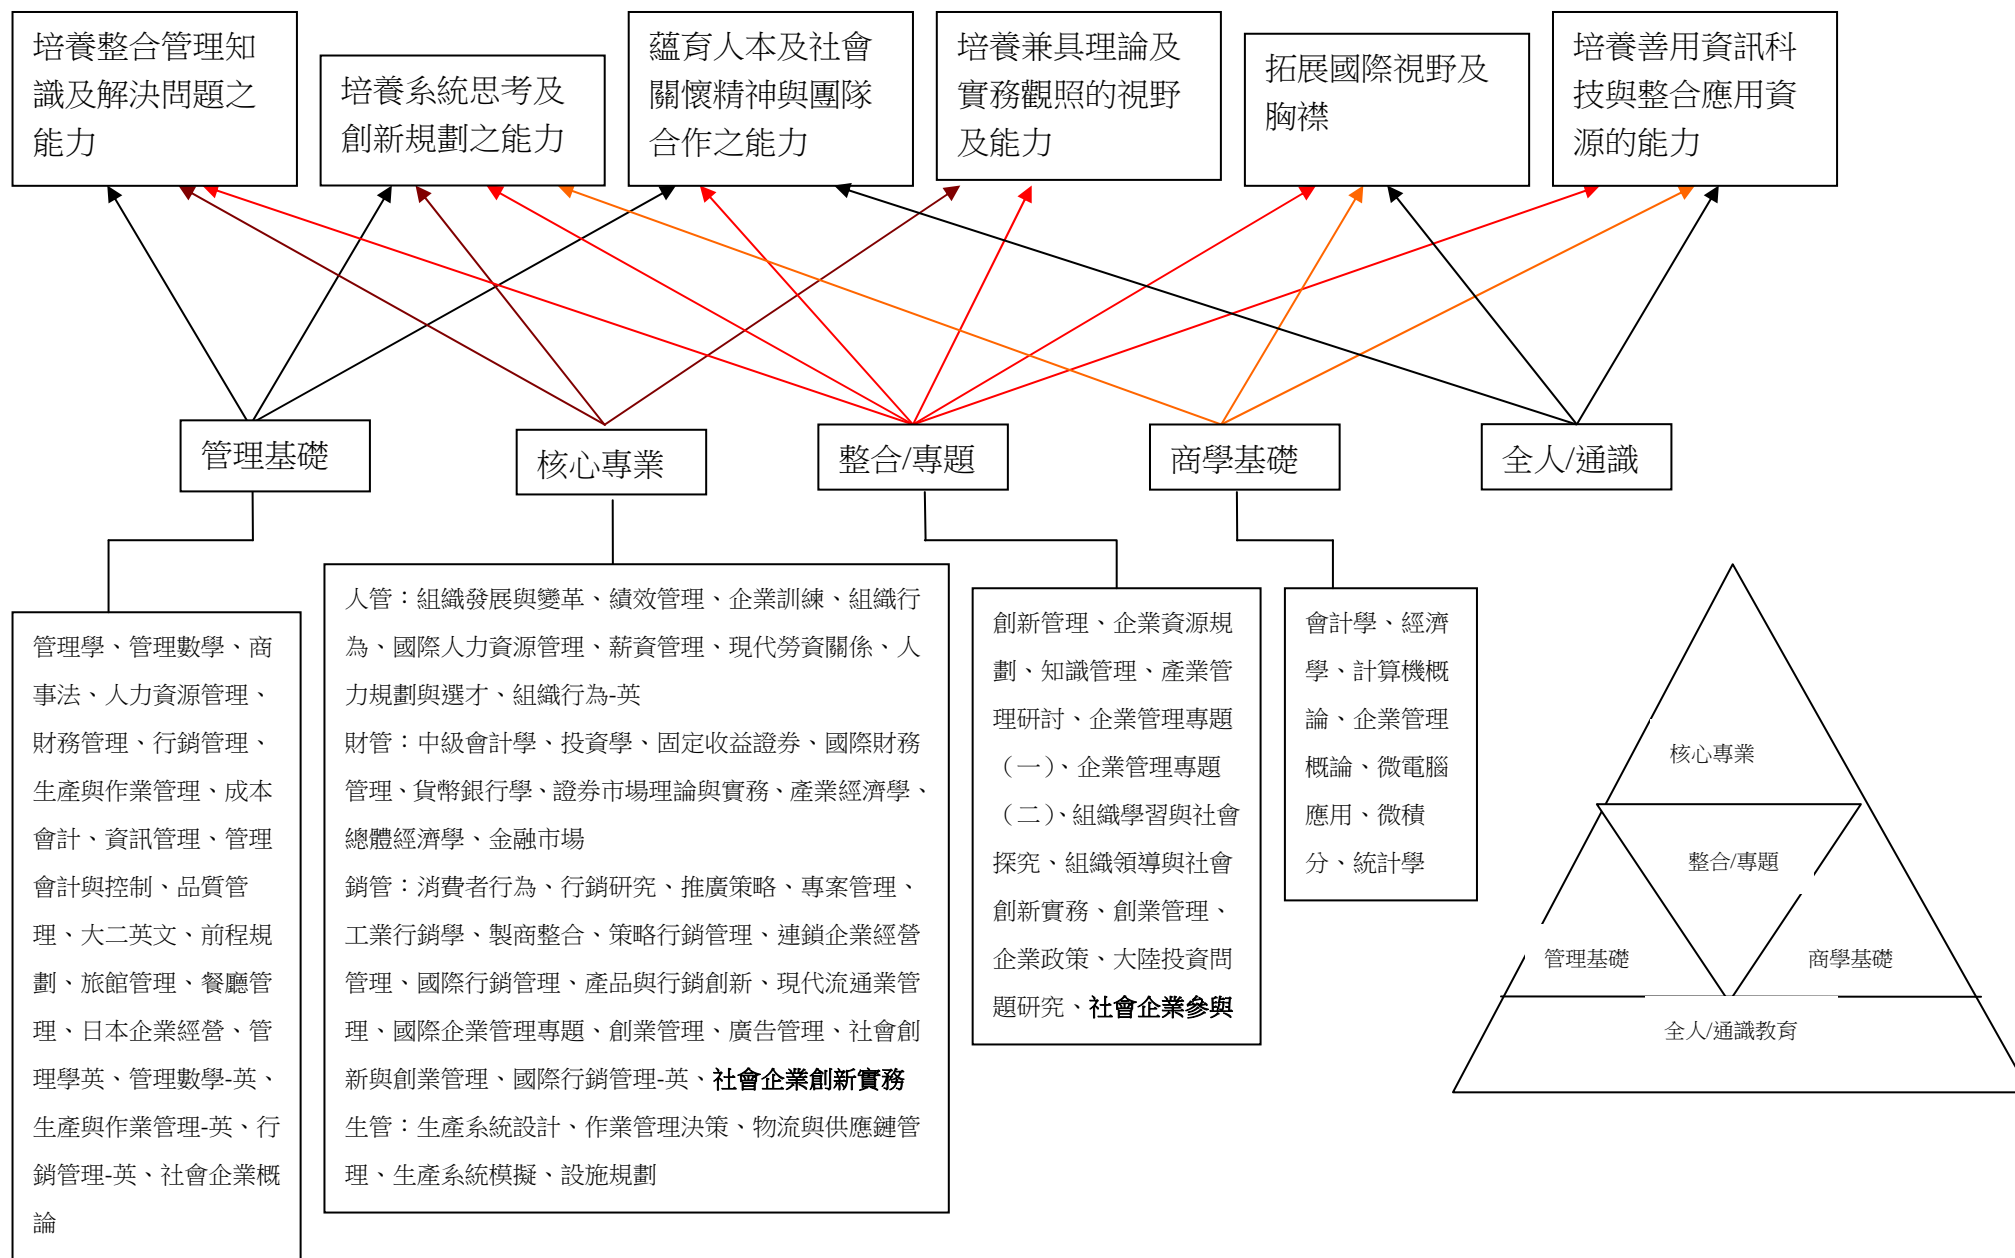 培養整合管理知
識及解決問題之
能力
培養系統思考及
創新規劃之能力
蘊育人本及社會
關懷精神與團隊
合作之能力
培養兼具理論及
實務觀照的視野
及能力
拓展國際視野及
胸襟
培養善用資訊科
技與整合應用資
源的能力
管理基礎
核心專業
整合/專題
商學基礎
全人/通識
管理學、管理數學、商
事法、人力資源管理、
財務管理、行銷管理、
生產與作業管理、成本
會計、資訊管理、管理
會計與控制、品質管
理、大二英文、前程規
劃、旅館管理、餐廳管
理、日本企業經營、管
理學英、管理數學-英、
生產與作業管理-英、行
銷管理-英、社會企業概
論
人管：組織發展與變革、績效管理、企業訓練、組織行
為、國際人力資源管理、薪資管理、現代勞資關係、人
力規劃與選才、組織行為-英
財管：中級會計學、投資學、固定收益證券、國際財務
管理、貨幣銀行學、證券市場理論與實務、產業經濟學、
總體經濟學、金融市場
銷管：消費者行為、行銷研究、推廣策略、專案管理、
工業行銷學、製商整合、策略行銷管理、連鎖企業經營
管理、國際行銷管理、產品與行銷創新、現代流通業管
理、國際企業管理專題、創業管理、廣告管理、社會創
新與創業管理、國際行銷管理-英、社會企業創新實務
生管：生產系統設計、作業管理決策、物流與供應鏈管
理、生產系統模擬、設施規劃
創新管理、企業資源規
劃、知識管理、產業管
理研討、企業管理專題
（一）、企業管理專題
（二）、組織學習與社會
探究、組織領導與社會
創新實務、創業管理、
企業政策、大陸投資問
題研究、社會企業參與
會計學、經濟
學、計算機概
論、企業管理
概論、微電腦
應用、微積
分、統計學
核心專業
整合/專題
管理基礎
商學基礎
全人/通識教育